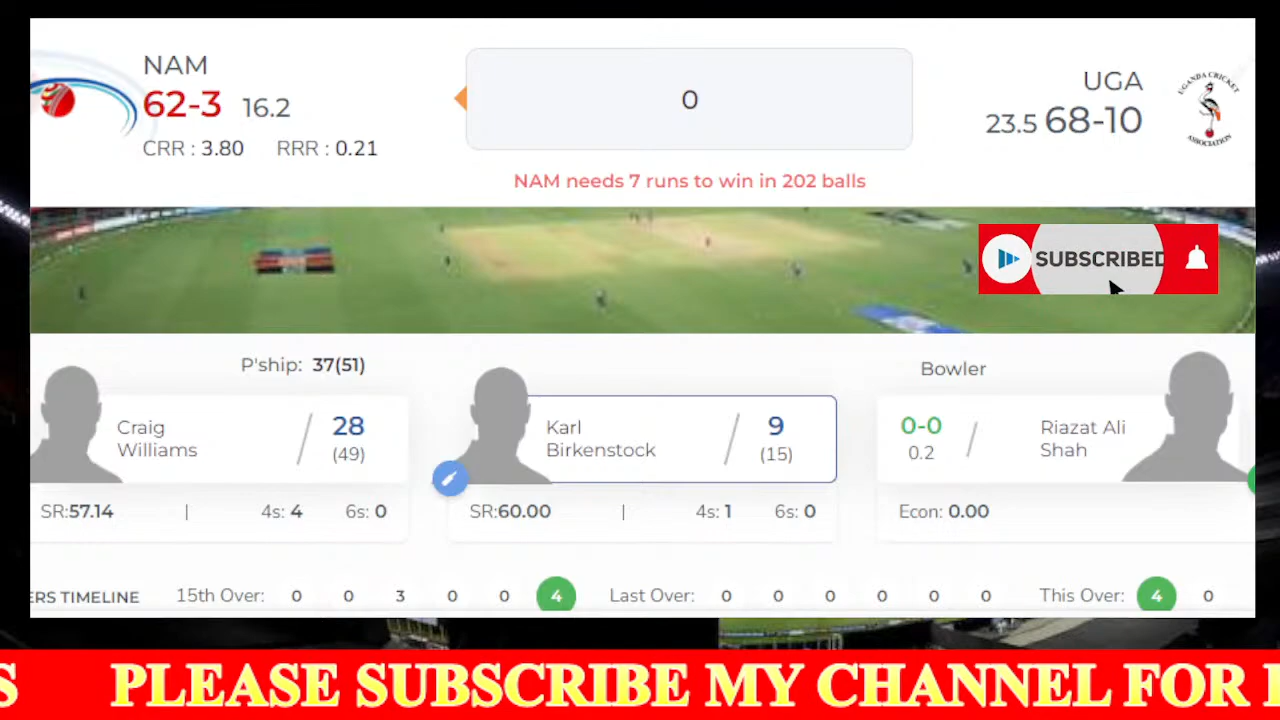 NAM
62-3 16.2
CRR : 3.80 RRR : 0.21
0
NAM needs 7 runs to win in 202 balls
UGA
23.5 68-10
UGANDA CRICKET
ASSOCIATION
SUBSCRIBED
P'ship: 37(51)
Craig
Williams
28
(49)
SR:57.14 | 4s: 4 6s: 0
Karl
Birkenstock
9
(15)
SR:60.00 | 4s: 1 6s: 0
Bowler
0-0
0.2
Riazat Ali
Shah
Econ: 0.00
ERS TIMELINE 15th Over: 0 0 3 0 0 4 Last Over: 0 0 0 0 0 0 This Over: 4 0
S PLEASE SUBSCRIBE MY CHANNEL FOR